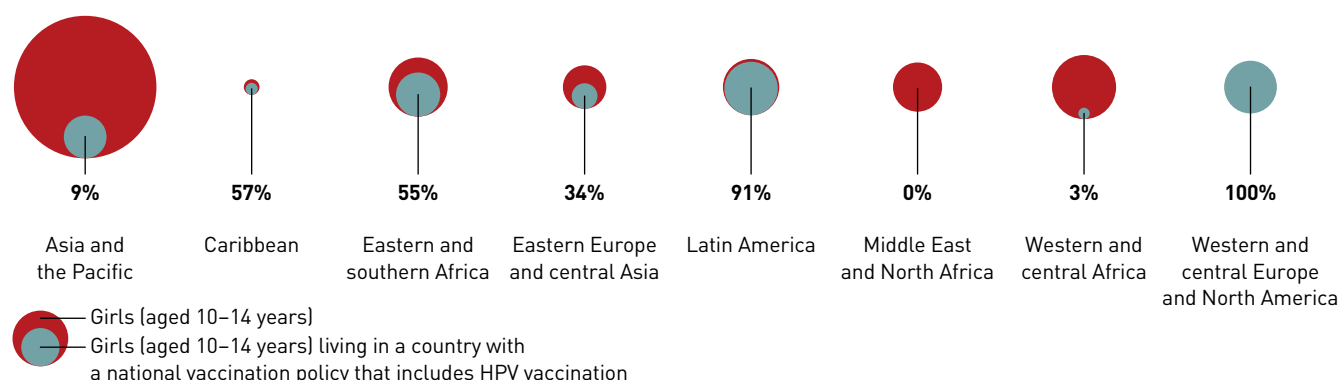 9%
57%
55%
34%
91%
0%
3%
100%
Asia and
the Pacific
Caribbean
Eastern and
southern Africa
Eastern Europe
and central Asia
Latin America
Middle East
and North Africa
Western and
central Africa
Western and
central Europe
and North America
Girls (aged 10–14 years)
Girls (aged 10–14 years) living in a country with
a national vaccination policy that includes HPV vaccination